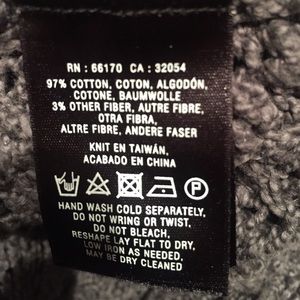 RN : 66170 CA : 32054
97% COTTON, COTON, ALGODÓN,
COTONE, BAUMWOLLE
3% OTHER FIBER, AUTRE FIBRE,
OTRA FIBRA,
ALTRE FIBRE, ANDERE FASER
KNIT EN TAIWÁN,
ACABADO EN CHINA
P
HAND WASH COLD SEPARATELY,
DO NOT WRING OR TWIST,
DO NOT BLEACH,
RESHAPE LAY FLAT TO DRY,
LOW IRON AS NEEDED,
MAY BE DRY CLEANED